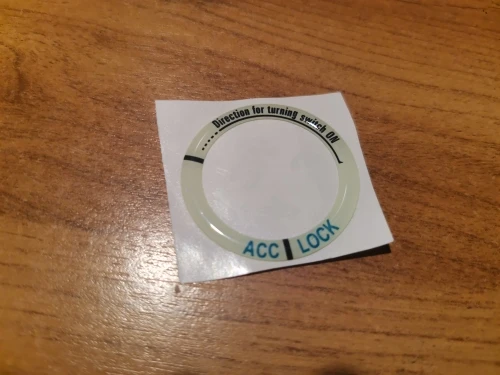 Direction for turning switch ON
ACC LOCK